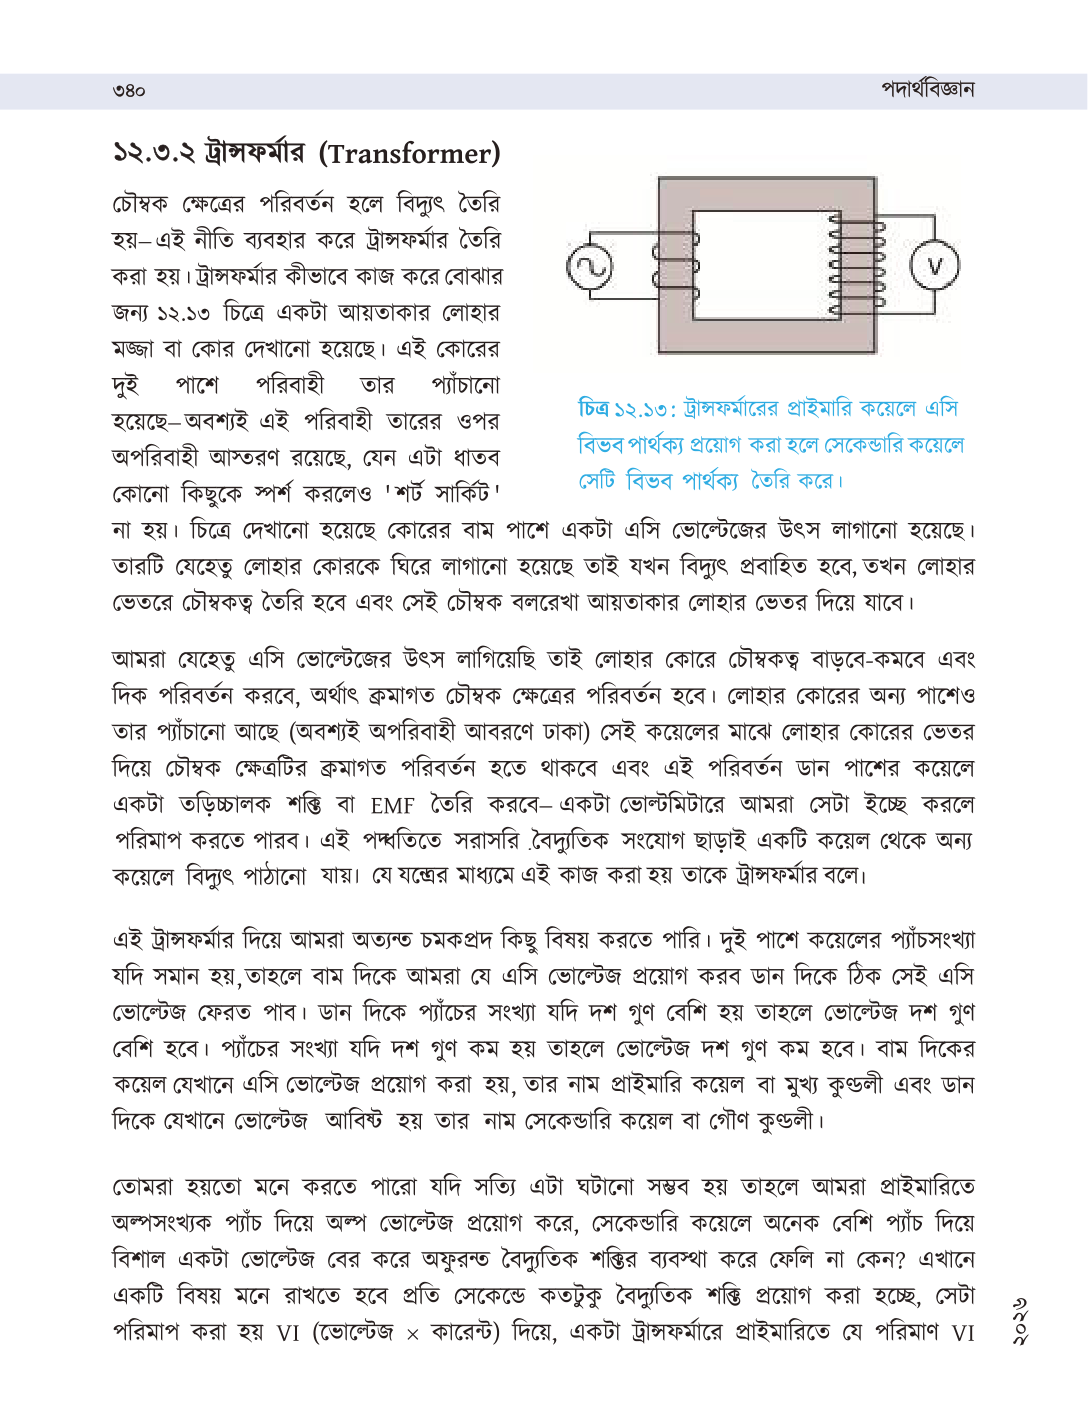 ৩৪০
পদার্থবিজ্ঞান
১২.৩.২ ট্রান্সফর্মার (Transformer)
চৌম্বক ক্ষেত্রের পরিবর্তন হলে বিদ্যুৎ তৈরি
হয়– এই নীতি ব্যবহার করে ট্রান্সফর্মার তৈরি
করা হয়। ট্রান্সফর্মার কীভাবে কাজ করে বোঝার
জন্য ১২.১৩ চিত্রে একটা আয়তাকার লোহার
মজ্জা বা কোর দেখানো হয়েছে। এই কোরের
দুই পাশে পরিবাহী তার প্যাঁচানো
হয়েছে– অবশ্যই এই পরিবাহী তারের ওপর
অপরিবাহী আস্তরণ রয়েছে, যেন এটা ধাতব
কোনো কিছুকে স্পর্শ করলেও 'শর্ট সার্কিট'
V
চিত্র ১২.১৩: ট্রান্সফর্মারের প্রাইমারি কয়েলে এসি
বিভব পার্থক্য প্রয়োগ করা হলে সেকেন্ডারি কয়েলে
সেটি বিভব পার্থক্য তৈরি করে।
না হয়। চিত্রে দেখানো হয়েছে কোরের বাম পাশে একটা এসি ভোল্টেজের উৎস লাগানো হয়েছে।
তারটি যেহেতু লোহার কোরকে ঘিরে লাগানো হয়েছে তাই যখন বিদ্যুৎ প্রবাহিত হবে, তখন লোহার
ভেতরে চৌম্বকত্ব তৈরি হবে এবং সেই চৌম্বক বলরেখা আয়তাকার লোহার ভেতর দিয়ে যাবে।
আমরা যেহেতু এসি ভোল্টেজের উৎস লাগিয়েছি তাই লোহার কোরে চৌম্বকত্ব বাড়বে-কমবে এবং
দিক পরিবর্তন করবে, অর্থাৎ ক্রমাগত চৌম্বক ক্ষেত্রের পরিবর্তন হবে। লোহার কোরের অন্য পাশেও
তার প্যাঁচানো আছে (অবশ্যই অপরিবাহী আবরণে ঢাকা) সেই কয়েলের মাঝে লোহার কোরের ভেতর
দিয়ে চৌম্বক ক্ষেত্রটির ক্রমাগত পরিবর্তন হতে থাকবে এবং এই পরিবর্তন ডান পাশের কয়েলে
একটা তড়িচ্চালক শক্তি বা EMF তৈরি করবে– একটা ভোল্টমিটারে আমরা সেটা ইচ্ছে করলে
পরিমাপ করতে পারব। এই পদ্ধতিতে সরাসরি বৈদ্যুতিক সংযোগ ছাড়াই একটি কয়েল থেকে অন্য
কয়েলে বিদ্যুৎ পাঠানো যায়। যে যন্ত্রের মাধ্যমে এই কাজ করা হয় তাকে ট্রান্সফর্মার বলে।
এই ট্রান্সফর্মার দিয়ে আমরা অত্যন্ত চমকপ্রদ কিছু বিষয় করতে পারি। দুই পাশে কয়েলের প্যাঁচসংখ্যা
যদি সমান হয়, তাহলে বাম দিকে আমরা যে এসি ভোল্টেজ প্রয়োগ করব ডান দিকে ঠিক সেই এসি
ভোল্টেজ ফেরত পাব। ডান দিকে প্যাঁচের সংখ্যা যদি দশ গুণ বেশি হয় তাহলে ভোল্টেজ দশ গুণ
বেশি হবে। প্যাঁচের সংখ্যা যদি দশ গুণ কম হয় তাহলে ভোল্টেজ দশ গুণ কম হবে। বাম দিকের
কয়েল যেখানে এসি ভোল্টেজ প্রয়োগ করা হয়, তার নাম প্রাইমারি কয়েল বা মুখ্য কুণ্ডলী এবং ডান
দিকে যেখানে ভোল্টেজ আবিষ্ট হয় তার নাম সেকেন্ডারি কয়েল বা গৌণ কুণ্ডলী।
তোমরা হয়তো মনে করতে পারো যদি সত্যি এটা ঘটানো সম্ভব হয় তাহলে আমরা প্রাইমারিতে
অল্পসংখ্যক প্যাঁচ দিয়ে অল্প ভোল্টেজ প্রয়োগ করে, সেকেন্ডারি কয়েলে অনেক বেশি প্যাঁচ দিয়ে
বিশাল একটা ভোল্টেজ বের করে অফুরন্ত বৈদ্যুতিক শক্তির ব্যবস্থা করে ফেলি না কেন? এখানে
একটি বিষয় মনে রাখতে হবে প্রতি সেকেন্ডে কতটুকু বৈদ্যুতিক শক্তি প্রয়োগ করা হচ্ছে, সেটা
পরিমাপ করা হয় VI (ভোল্টেজ × কারেন্ট) দিয়ে, একটা ট্রান্সফর্মারে প্রাইমারিতে যে পরিমাণ VI
২০২৬